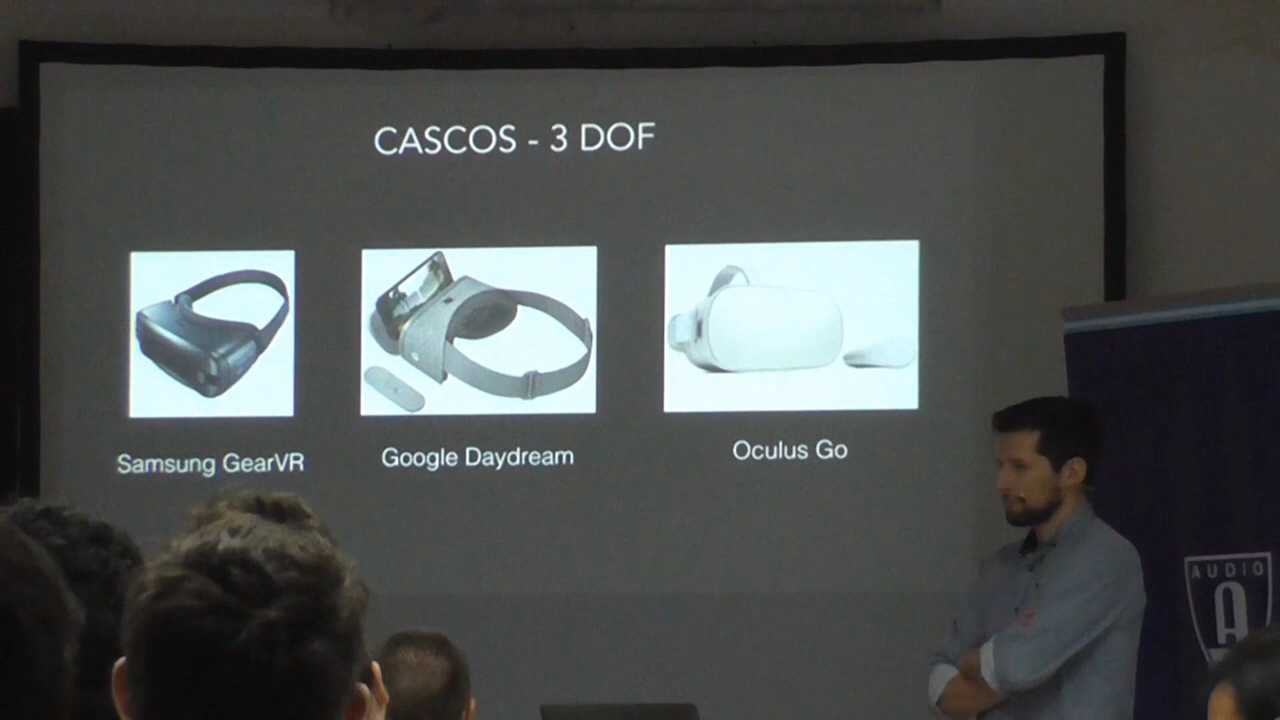 CASCOS - 3 DOF
Samsung GearVR
Google Daydream
Oculus Go
AUDIO
A